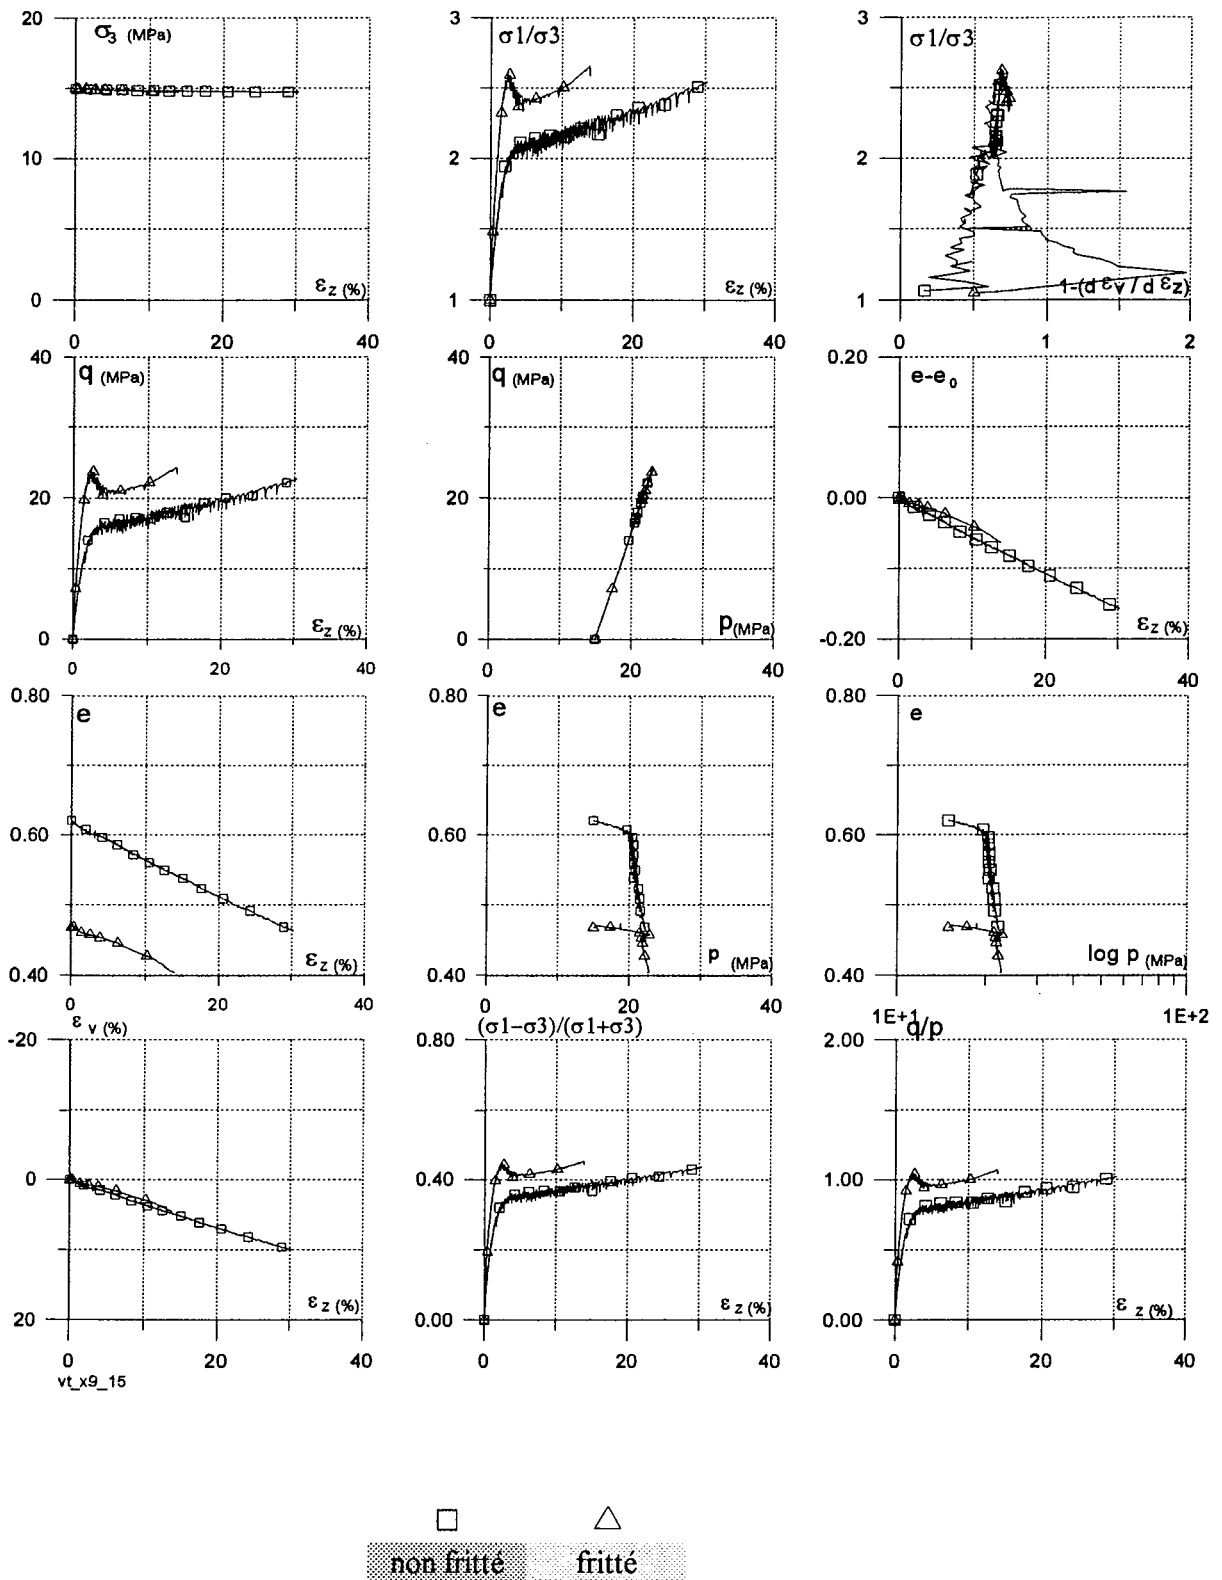 20 3 3
σ₃ (MPa) σ1/σ3 σ1/σ3
10 2 2
εz (%) εz (%) 1-(dεv/dεz)
0 1 1
0 20 40 0 20 40 0 1 2
40 40 0.20
q (MPa) q (MPa) e-e₀
20 20 0.00
εz (%) p (MPa) εz (%)
0 0 -0.20
0 20 40 0 20 40 0 20 40
0.80 0.80 0.80
e e e
0.60 0.60 0.60
εz (%) p (MPa) log p (MPa)
0.40 0.40 0.40
0 20 40 0 20 40 1E+1 1E+2
εv (%) (σ1-σ3)/(σ1+σ3) q/p
-20 0.80 2.00
0 0.40 1.00
εz (%) εz (%) εz (%)
20 0.00 0.00
0 20 40 0 20 40 0 20 40
vt_x9_15
non fritté fritté